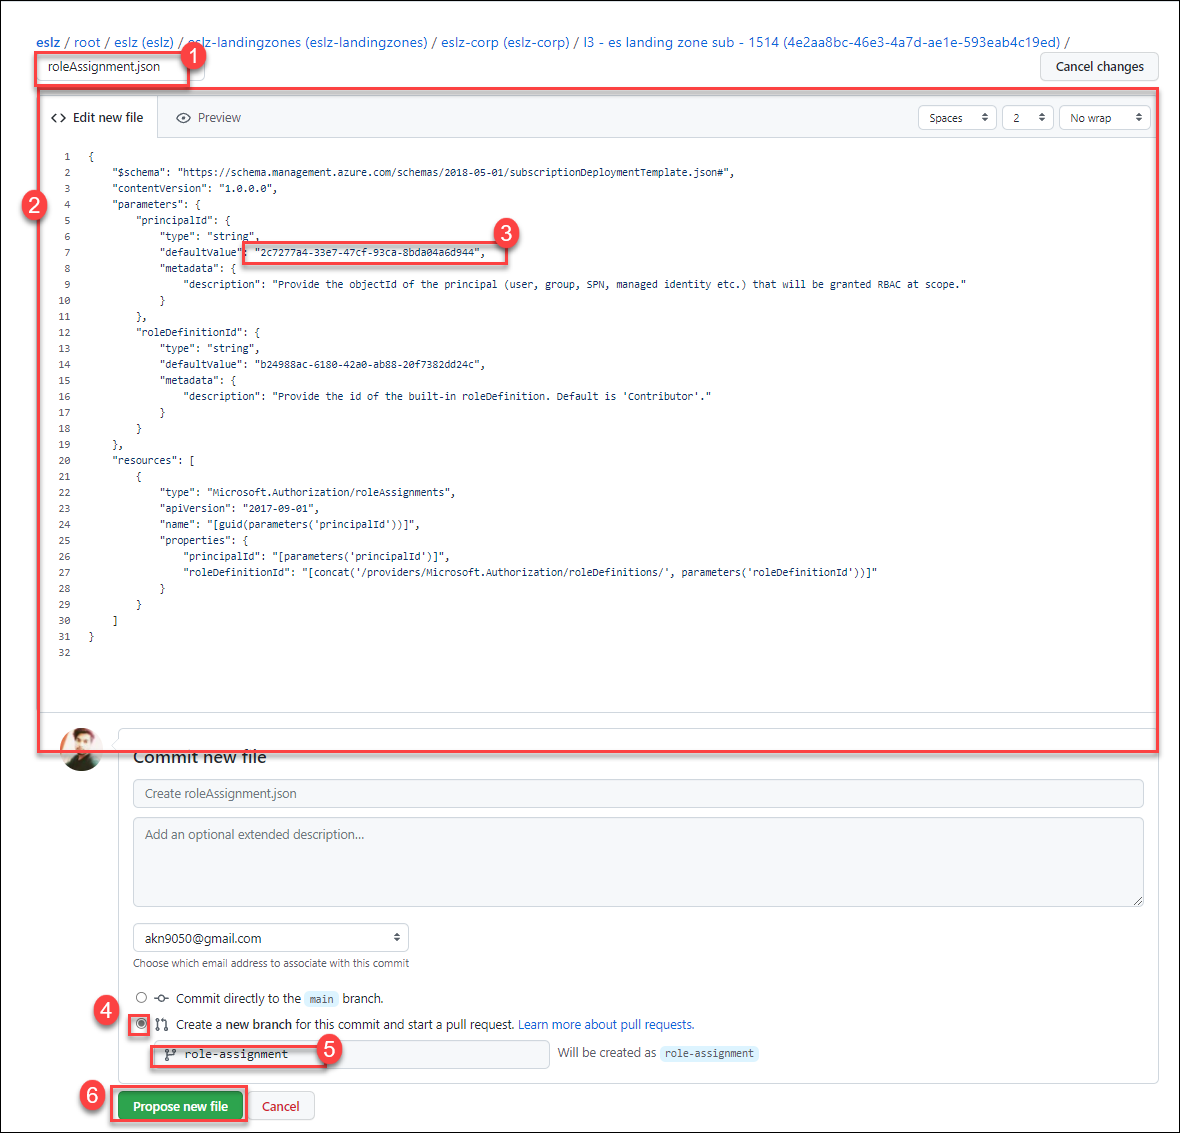 eslz / root / eslz (eslz) / eslz-landingzones (eslz-landingzones) / eslz-corp (eslz-corp) / l3 - es landing zone sub - 1514 (4e2aa8bc-46e3-4a7d-ae1e-593eab4c19ed) /
1
roleAssignment.json
Cancel changes
<> Edit new file
Preview
Spaces
2
No wrap
1 {
2 "$schema": "https://schema.management.azure.com/schemas/2018-05-01/subscriptionDeploymentTemplate.json#",
3 "contentVersion": "1.0.0.0",
2
4 "parameters": {
5 "principalId": {
3
6 "type": "string",
7 "defaultValue": "2c7277a4-33e7-47cf-93ca-8bda04a6d944",
8 "metadata": {
9 "description": "Provide the objectId of the principal (user, group, SPN, managed identity etc.) that will be granted RBAC at scope."
10 }
11 },
12 "roleDefinitionId": {
13 "type": "string",
14 "defaultValue": "b24988ac-6180-42a0-ab88-20f7382dd24c",
15 "metadata": {
16 "description": "Provide the id of the built-in roleDefinition. Default is 'Contributor'."
17 }
18 }
19 },
20 "resources": [
21 {
22 "type": "Microsoft.Authorization/roleAssignments",
23 "apiVersion": "2017-09-01",
24 "name": "[guid(parameters('principalId'))]",
25 "properties": {
26 "principalId": "[parameters('principalId')]",
27 "roleDefinitionId": "[concat('/providers/Microsoft.Authorization/roleDefinitions/', parameters('roleDefinitionId'))]"
28 }
29 }
30 ]
31 }
32
Commit new file
Create roleAssignment.json
Add an optional extended description...
akn9050@gmail.com
Choose which email address to associate with this commit
Commit directly to the main branch.
4
Create a new branch for this commit and start a pull request. Learn more about pull requests.
role-assignment
5
Will be created as role-assignment
6
Propose new file
Cancel